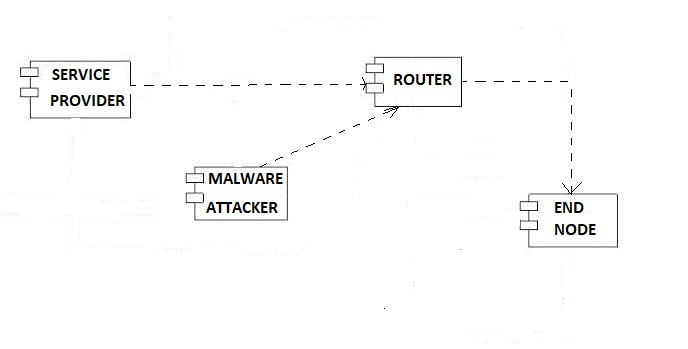 SERVICE
PROVIDER
ROUTER
MALWARE
ATTACKER
END
NODE